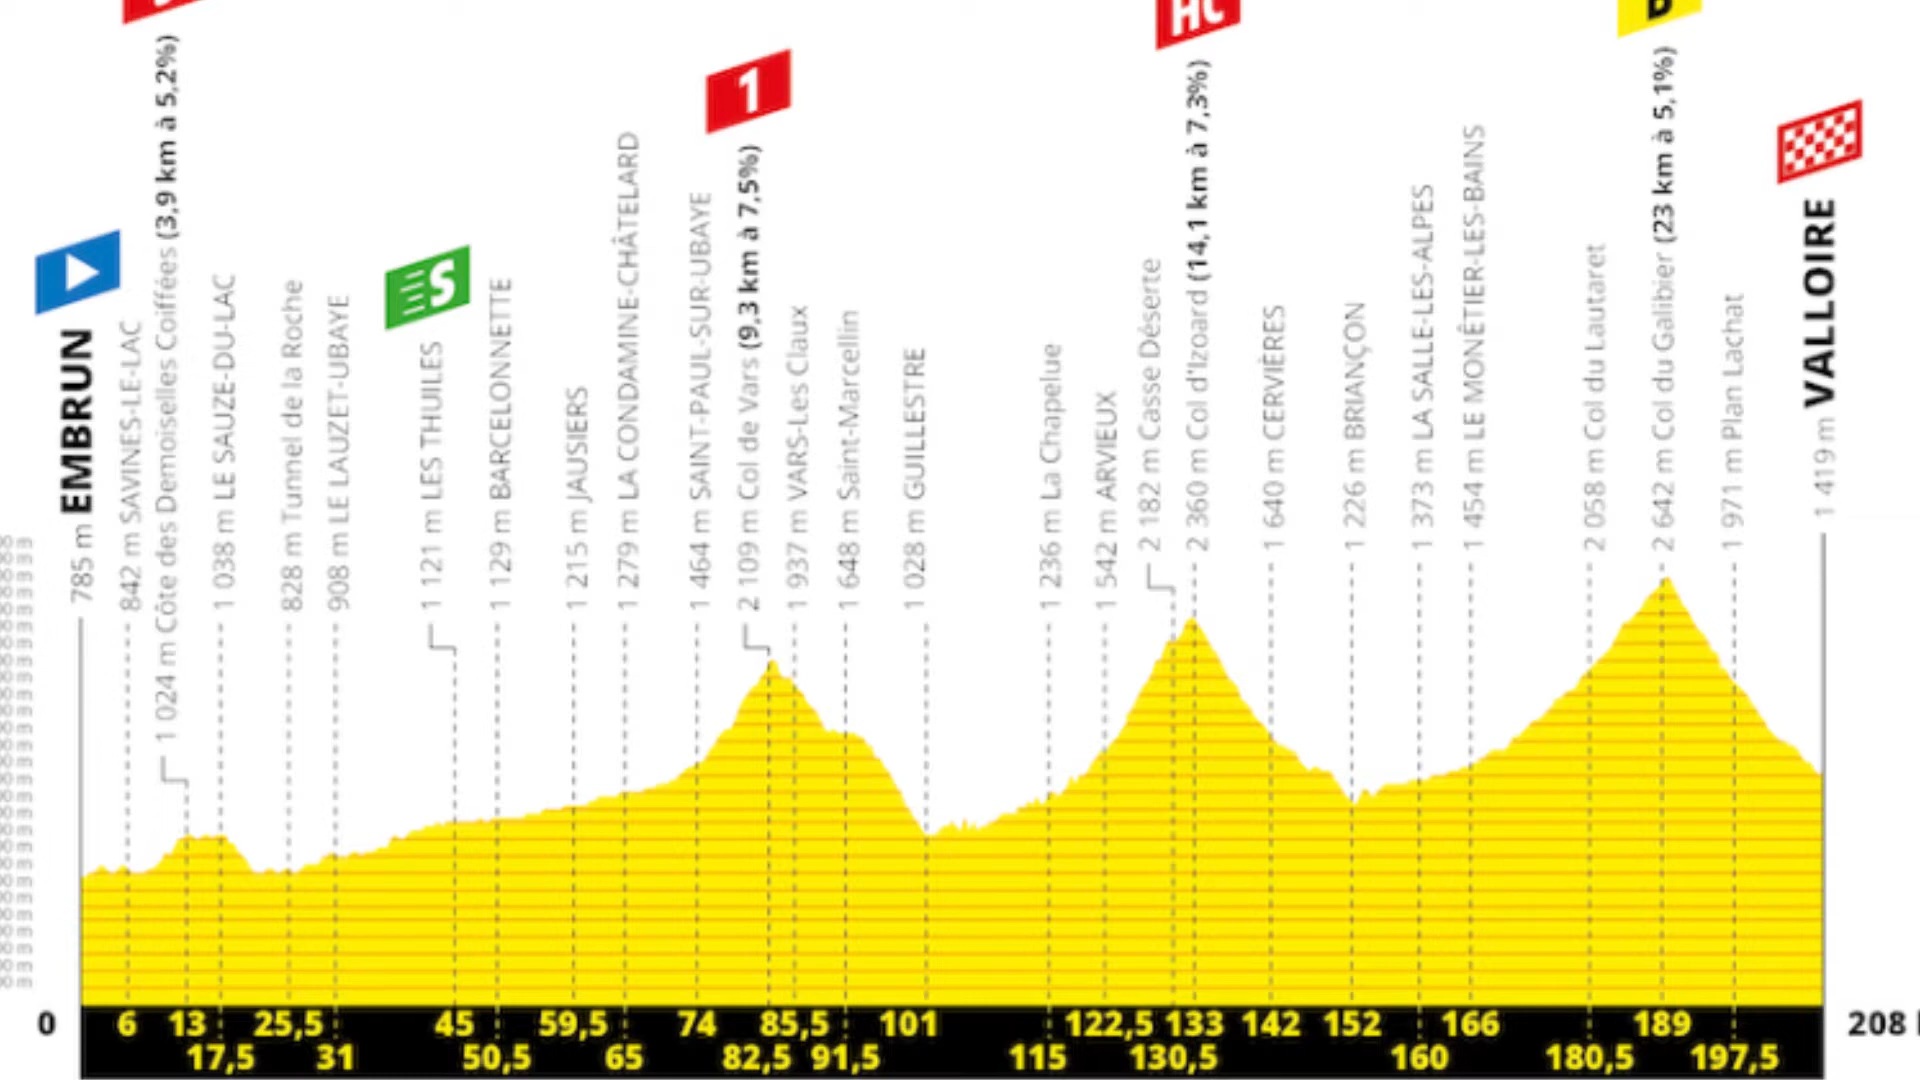 785 m EMBRUN
842 m SAVINES-LE-LAC
1 024 m Côte des Demoiselles Coiffées (3,9 km à 5,2%)
1 038 m LE SAUZE-DU-LAC
828 m Tunnel de la Roche
908 m LE LAUZET-UBAYE
S
1 121 m LES THUILES
1 129 m BARCELONNETTE
1 215 m JAUSIERS
1 279 m LA CONDAMINE-CHÂTELARD
1 464 m SAINT-PAUL-SUR-UBAYE
1
2 109 m Col de Vars (9,3 km à 7,5%)
1 937 m VARS-Les Claux
1 648 m Saint-Marcellin
1 028 m GUILLESTRE
1 236 m La Chapelue
1 542 m ARVIEUX
2 182 m Casse Déserte
HC
2 360 m Col d'Izoard (14,1 km à 7,3%)
1 640 m CERVIÈRES
1 226 m BRIANÇON
1 373 m LA SALLE-LES-ALPES
1 454 m LE MONÊTIER-LES-BAINS
2 058 m Col du Lautaret
2 642 m Col du Galibier (23 km à 5,1%)
1 971 m Plan Lachat
1 419 m VALLOIRE
0 6 13 25,5 45 59,5 74 85,5 101 122,5 133 142 152 166 189 208
17,5 31 50,5 65 82,5 91,5 115 130,5 160 180,5 197,5